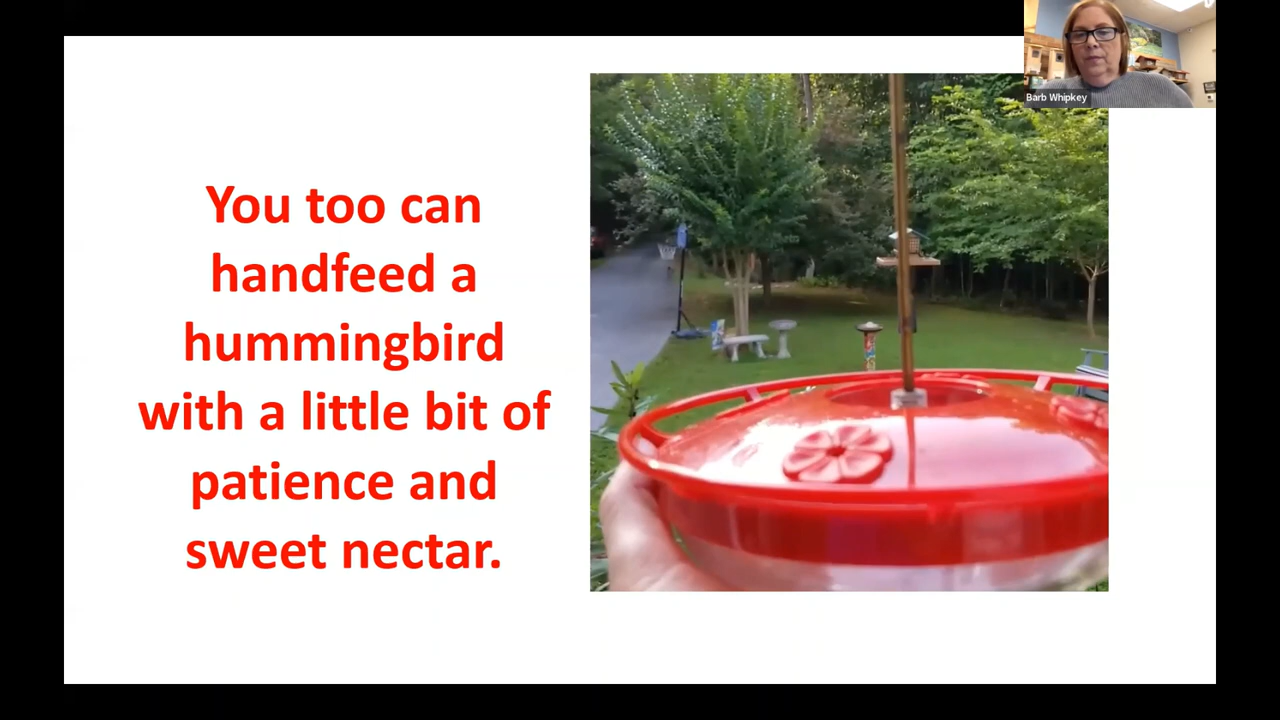 Barb Whipkey
You too can
handfeed a
hummingbird
with a little bit of
patience and
sweet nectar.